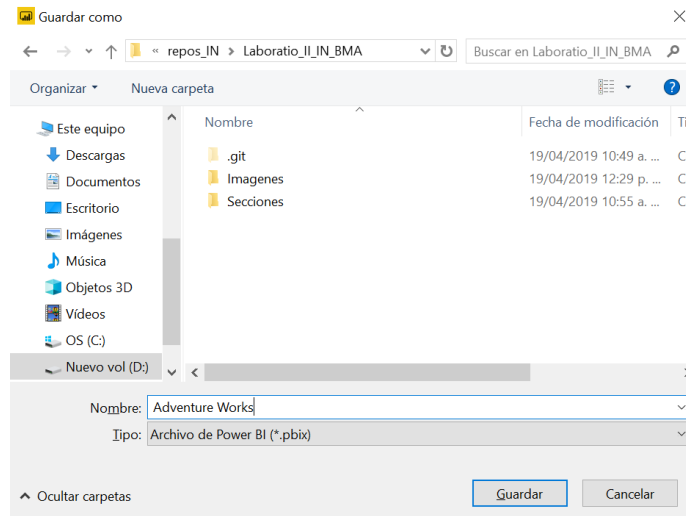 Guardar como
« repos_IN > Laboratio_II_IN_BMA
Buscar en Laboratio_II_IN_BMA
Organizar
Nueva carpeta
?
Este equipo
Descargas
Documentos
Escritorio
Imágenes
Música
Objetos 3D
Vídeos
OS (C:)
Nuevo vol (D:)
Nombre Fecha de modificación Ti
.git 19/04/2019 10:49 a. ... C
Imagenes 19/04/2019 12:29 p. ... C
Secciones 19/04/2019 10:55 a. ... C
Nombre: Adventure Works
Tipo: Archivo de Power BI (*.pbix)
Ocultar carpetas
Guardar
Cancelar